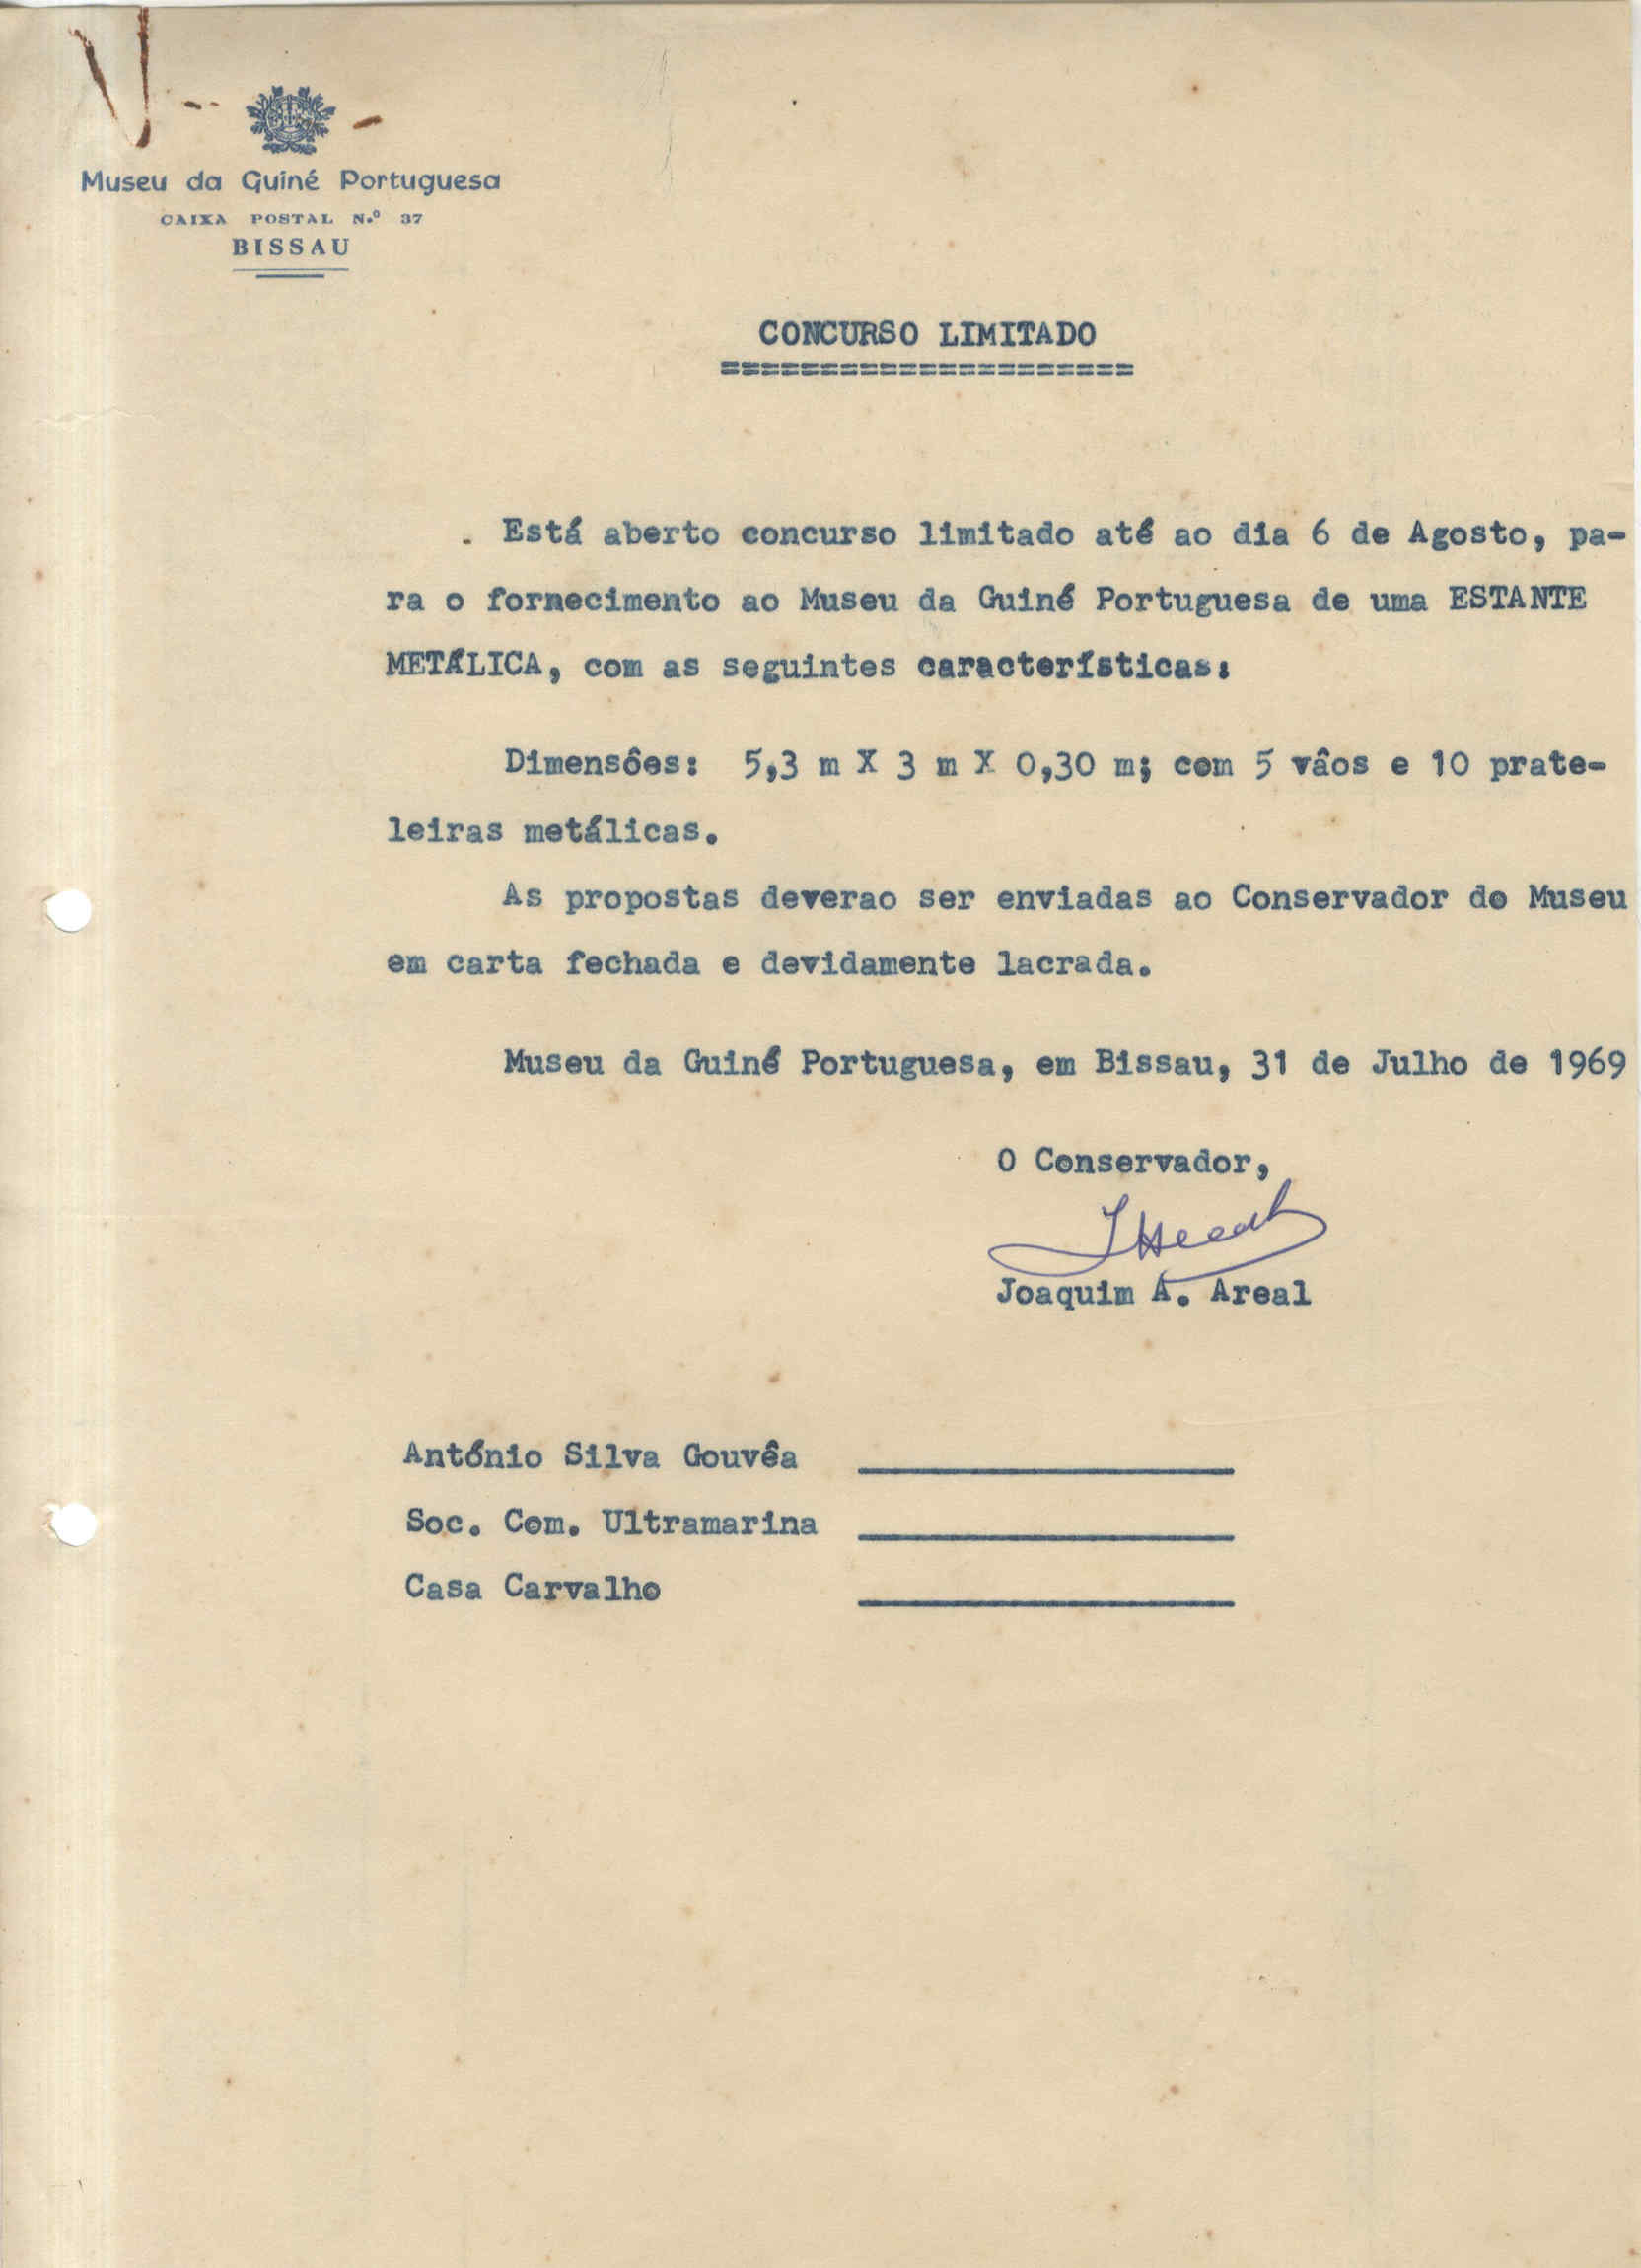 Museu da Guiné Portuguesa
CAIXA POSTAL N.º 37
BISSAU
CONCURSO LIMITADO
=====================
. Está aberto concurso limitado até ao dia 6 de Agosto, pa-
ra o fornecimento ao Museu da Guiné Portuguesa de uma ESTANTE
METÁLICA, com as seguintes características:
Dimensôes: 5,3 m X 3 m X 0,30 m; com 5 vâos e 10 prate-
leiras metálicas.
As propostas deverao ser enviadas ao Conservador do Museu
em carta fechada e devidamente lacrada.
Museu da Guiné Portuguesa, em Bissau, 31 de Julho de 1969
O Conservador,
Joaquim A. Areal
António Silva Gouvêa
Soc. Com. Ultramarina
Casa Carvalho